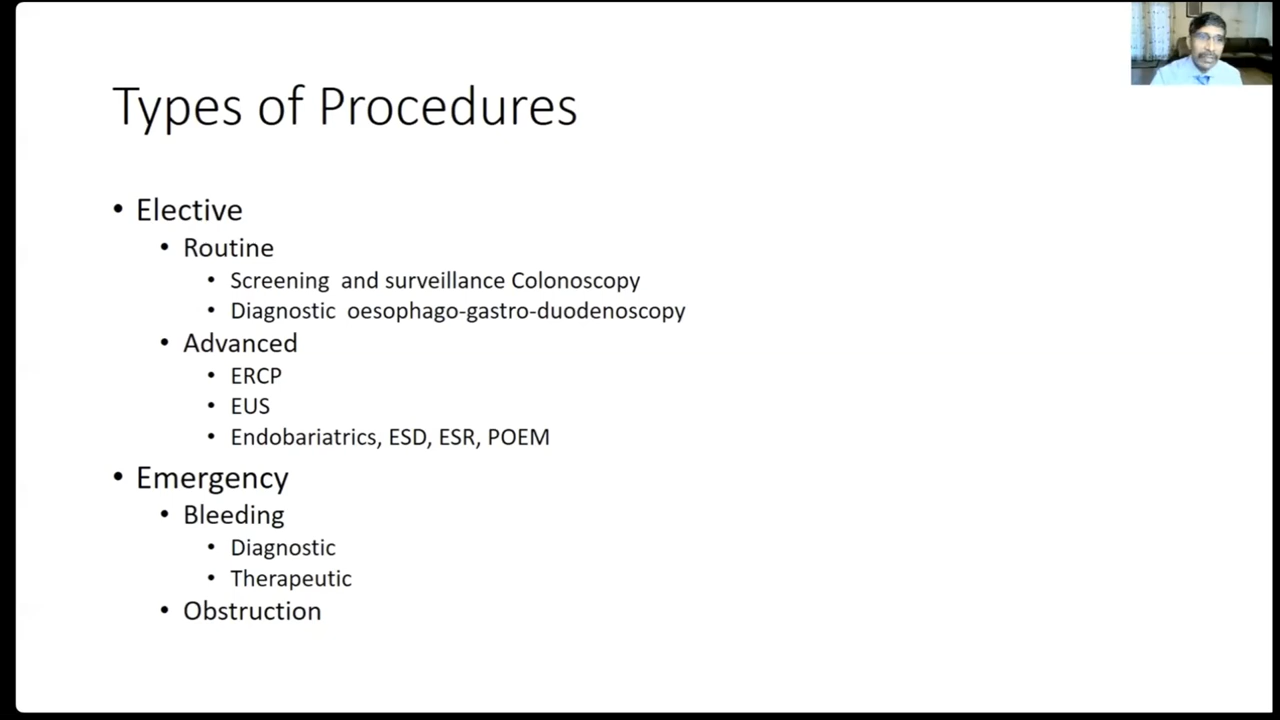 Types of Procedures
• Elective
• Routine
• Screening and surveillance Colonoscopy
• Diagnostic oesophago-gastro-duodenoscopy
• Advanced
• ERCP
• EUS
• Endobariatrics, ESD, ESR, POEM
• Emergency
• Bleeding
• Diagnostic
• Therapeutic
• Obstruction